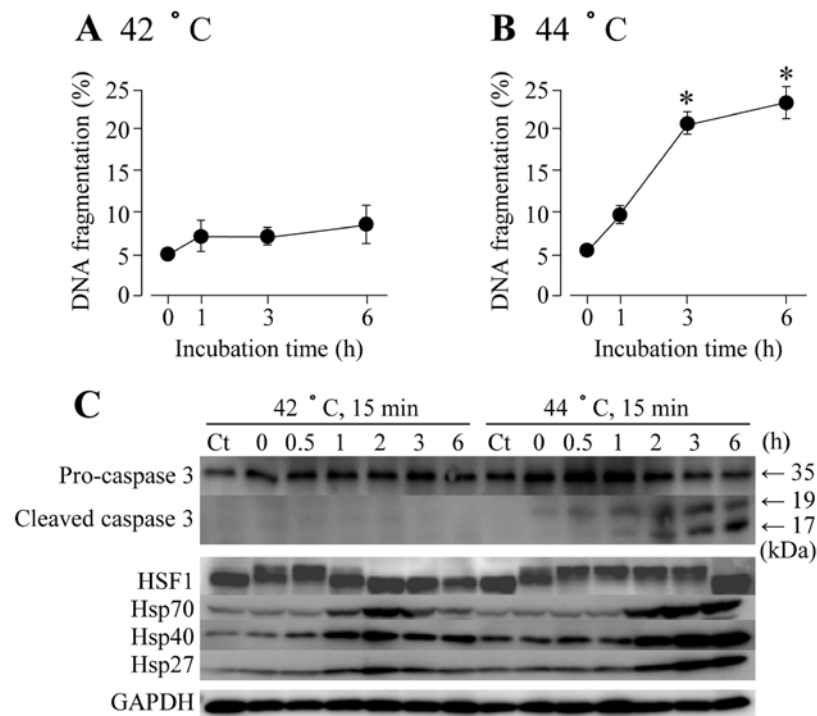 A 42 ° C
B 44 ° C
DNA fragmentation (%)
25
20
15
10
5
0
0 1 3 6
Incubation time (h)
DNA fragmentation (%)
25
20
15
10
5
0
* *
0 1 3 6
Incubation time (h)
C
42 ° C, 15 min 44 ° C, 15 min
Ct 0 0.5 1 2 3 6 Ct 0 0.5 1 2 3 6 (h)
Pro-caspase 3 ← 35
← 19
Cleaved caspase 3 ← 17
(kDa)
HSF1
Hsp70
Hsp40
Hsp27
GAPDH